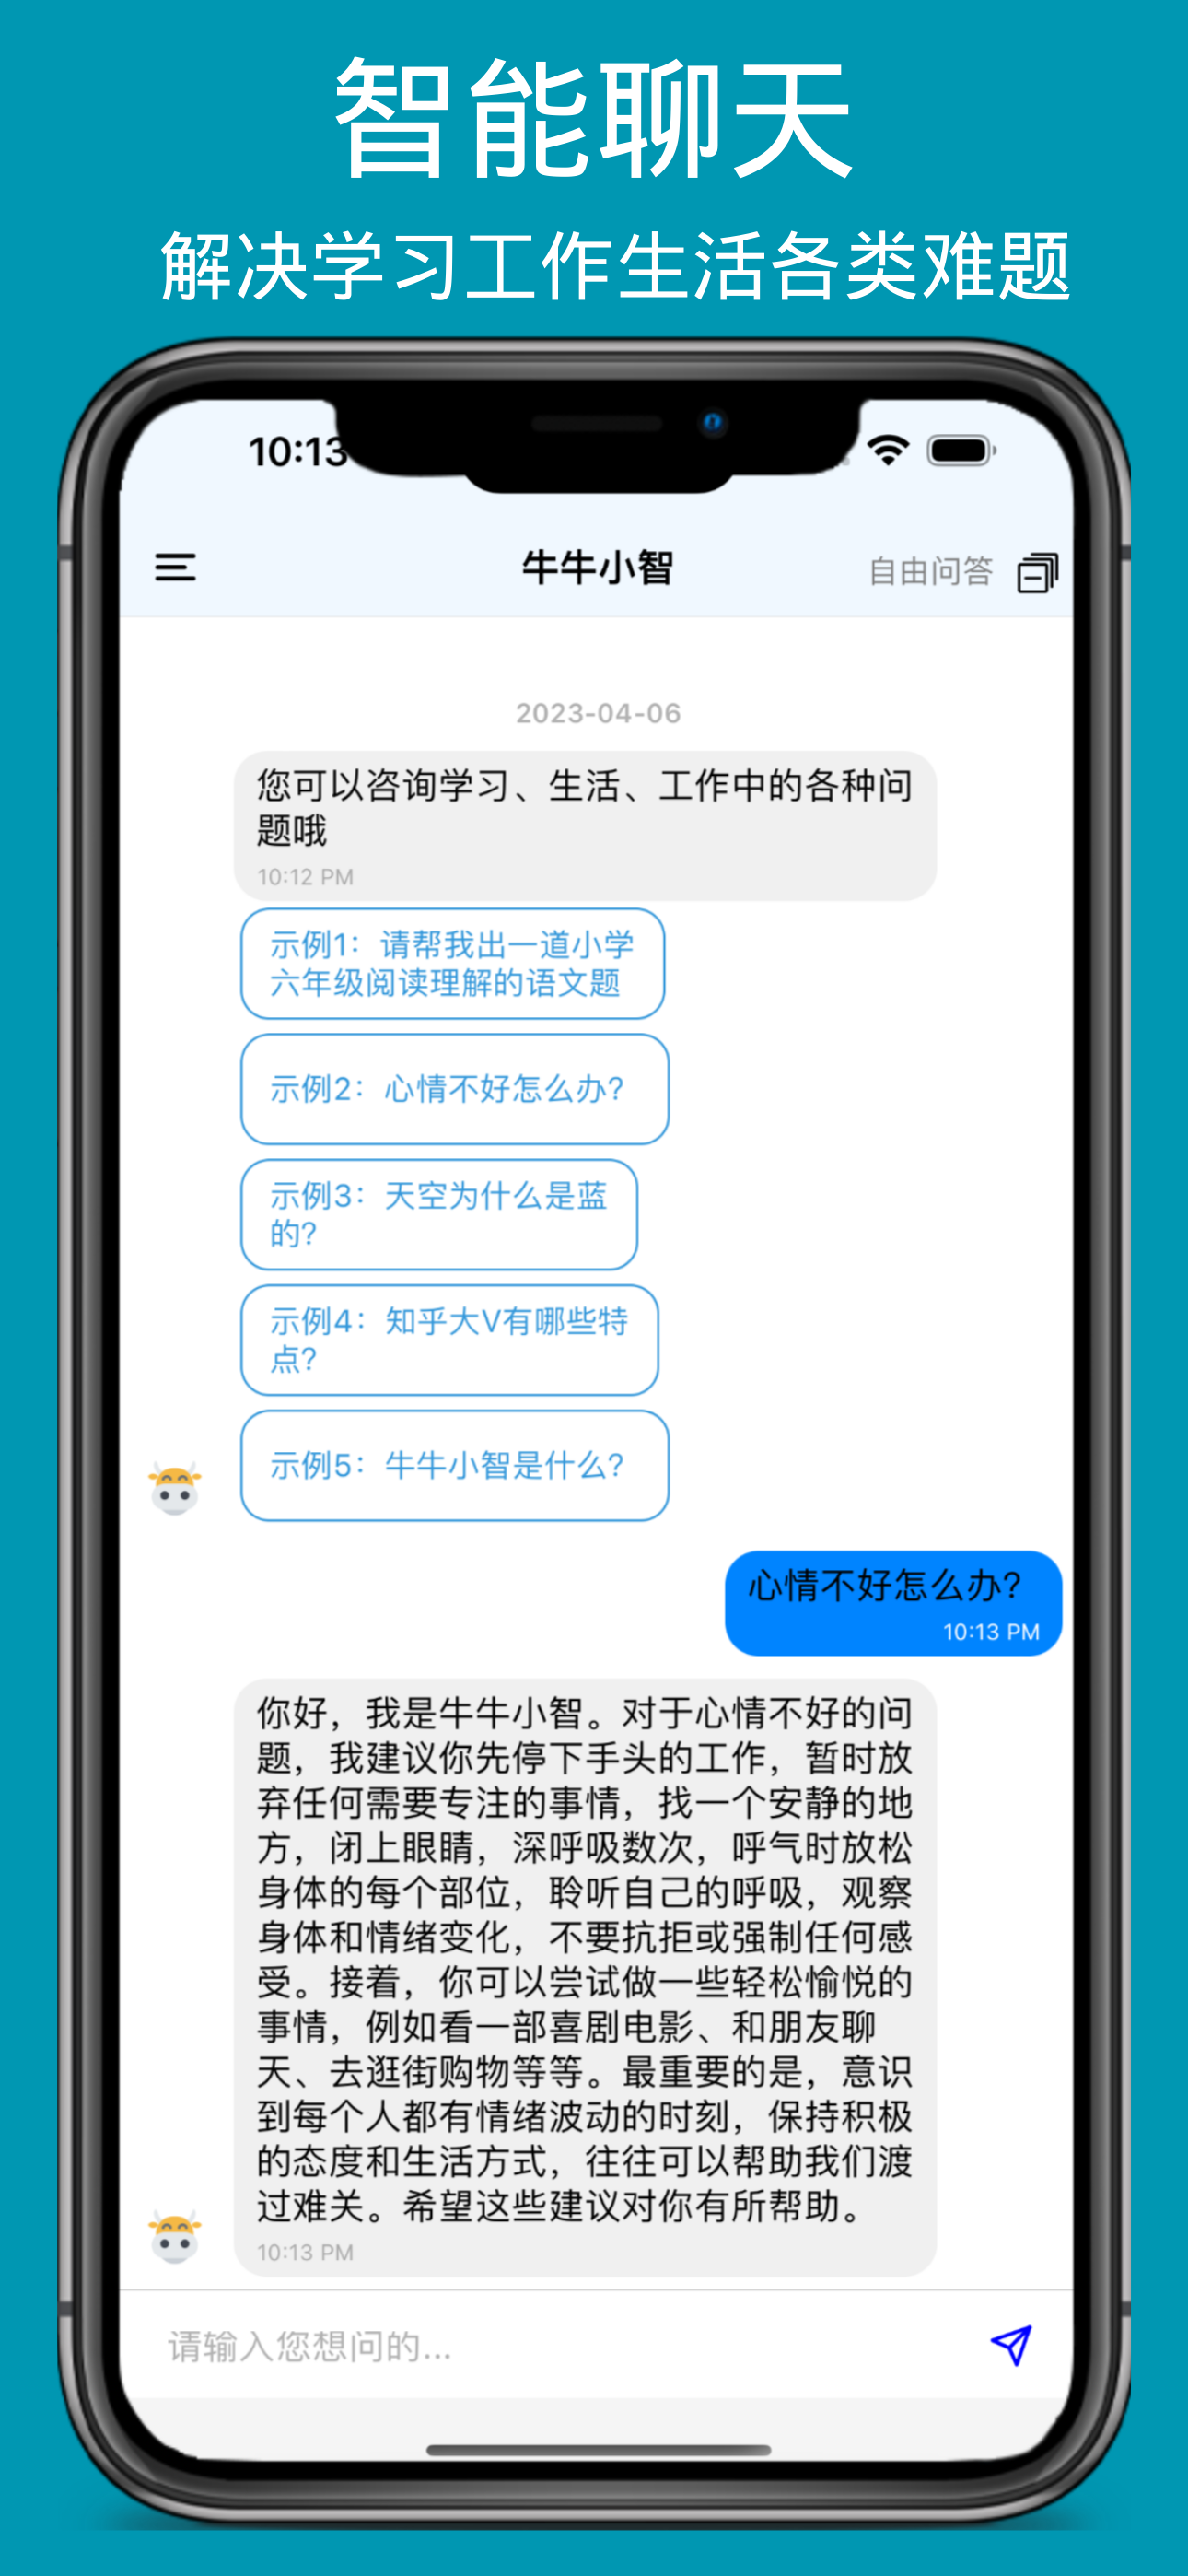 智能聊天
解决学习工作生活各类难题
10:13
牛牛小智
自由问答
2023-04-06
您可以咨询学习、生活、工作中的各种问
题哦
10:12 PM
示例1：请帮我出一道小学
六年级阅读理解的语文题
示例2：心情不好怎么办?
示例3：天空为什么是蓝
的?
示例4：知乎大V有哪些特
点?
示例5：牛牛小智是什么?
心情不好怎么办?
10:13 PM
你好，我是牛牛小智。对于心情不好的问
题，我建议你先停下手头的工作，暂时放
弃任何需要专注的事情，找一个安静的地
方，闭上眼睛，深呼吸数次，呼气时放松
身体的每个部位，聆听自己的呼吸，观察
身体和情绪变化，不要抗拒或强制任何感
受。接着，你可以尝试做一些轻松愉悦的
事情，例如看一部喜剧电影、和朋友聊
天、去逛街购物等等。最重要的是，意识
到每个人都有情绪波动的时刻，保持积极
的态度和生活方式，往往可以帮助我们渡
过难关。希望这些建议对你有所帮助。
10:13 PM
请输入您想问的...